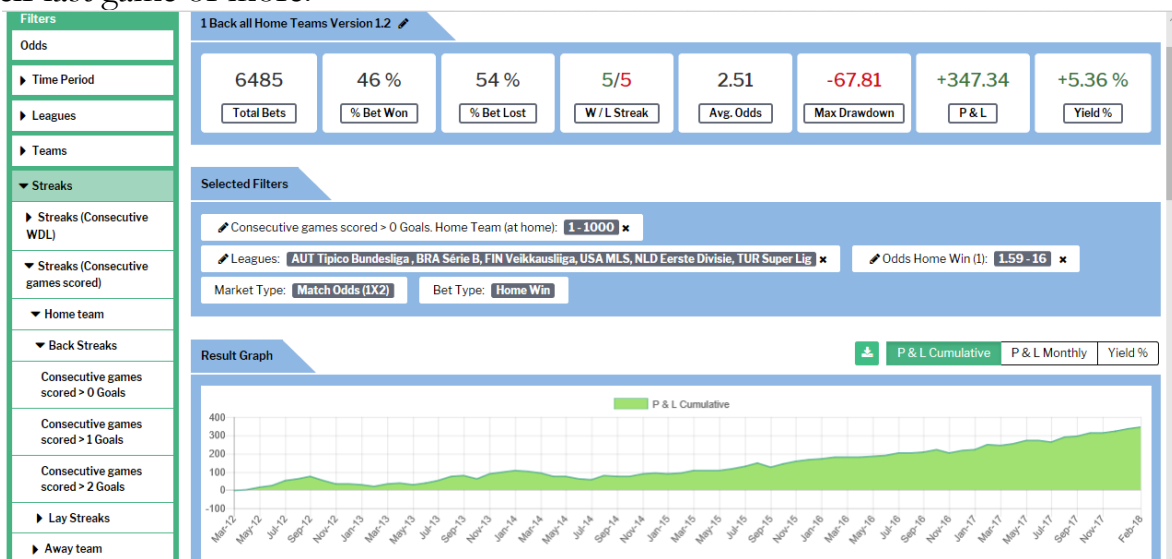 last game or more.
Filters
Odds
Time Period
Leagues
Teams
Streaks
Streaks (Consecutive
WDL)
Streaks (Consecutive
games scored)
Home team
Back Streaks
Consecutive games
scored > 0 Goals
Consecutive games
scored > 1 Goals
Consecutive games
scored > 2 Goals
Lay Streaks
Away team
1 Back all Home Teams Version 1.2
6485 46 % 54 % 5/5 2.51 -67.81 +347.34 +5.36 %
Total Bets % Bet Won % Bet Lost W / L Streak Avg. Odds Max Drawdown P & L Yield %
Selected Filters
Consecutive games scored > 0 Goals. Home Team (at home): 1 - 1000 ×
Leagues: AUT Tipico Bundesliga , BRA Série B, FIN Veikkausliiga, USA MLS, NLD Eerste Divisie, TUR Super Lig × Odds Home Win (1): 1.59 - 16 ×
Market Type: Match Odds (1X2) Bet Type: Home Win
Result Graph P & L Cumulative P & L Monthly Yield %
P & L Cumulative
400
300
200
100
0
-100
Mar-12 May-12 Jul-12 Sep-12 Nov-12 Jan-13 Mar-13 May-13 Jul-13 Sep-13 Nov-13 Jan-14 Mar-14 May-14 Jul-14 Sep-14 Nov-14 Jan-15 Mar-15 May-15 Jul-15 Sep-15 Nov-15 Jan-16 Mar-16 May-16 Jul-16 Sep-16 Nov-16 Jan-17 Mar-17 May-17 Jul-17 Sep-17 Nov-17 Feb-18